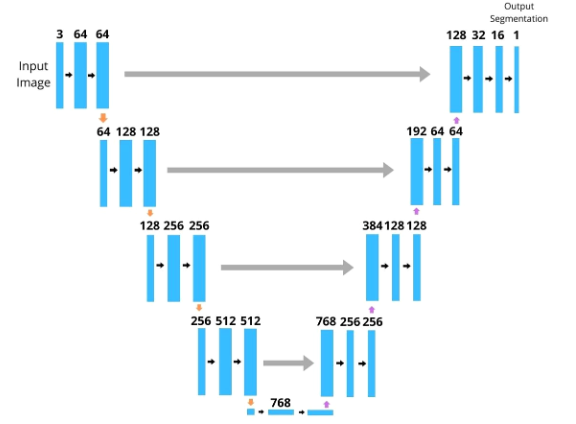 Output
Segmentation
3 64 64
128 32 16 1
Input
Image
64 128 128
192 64 64
128 256 256
384 128 128
256 512 512
768 256 256
768